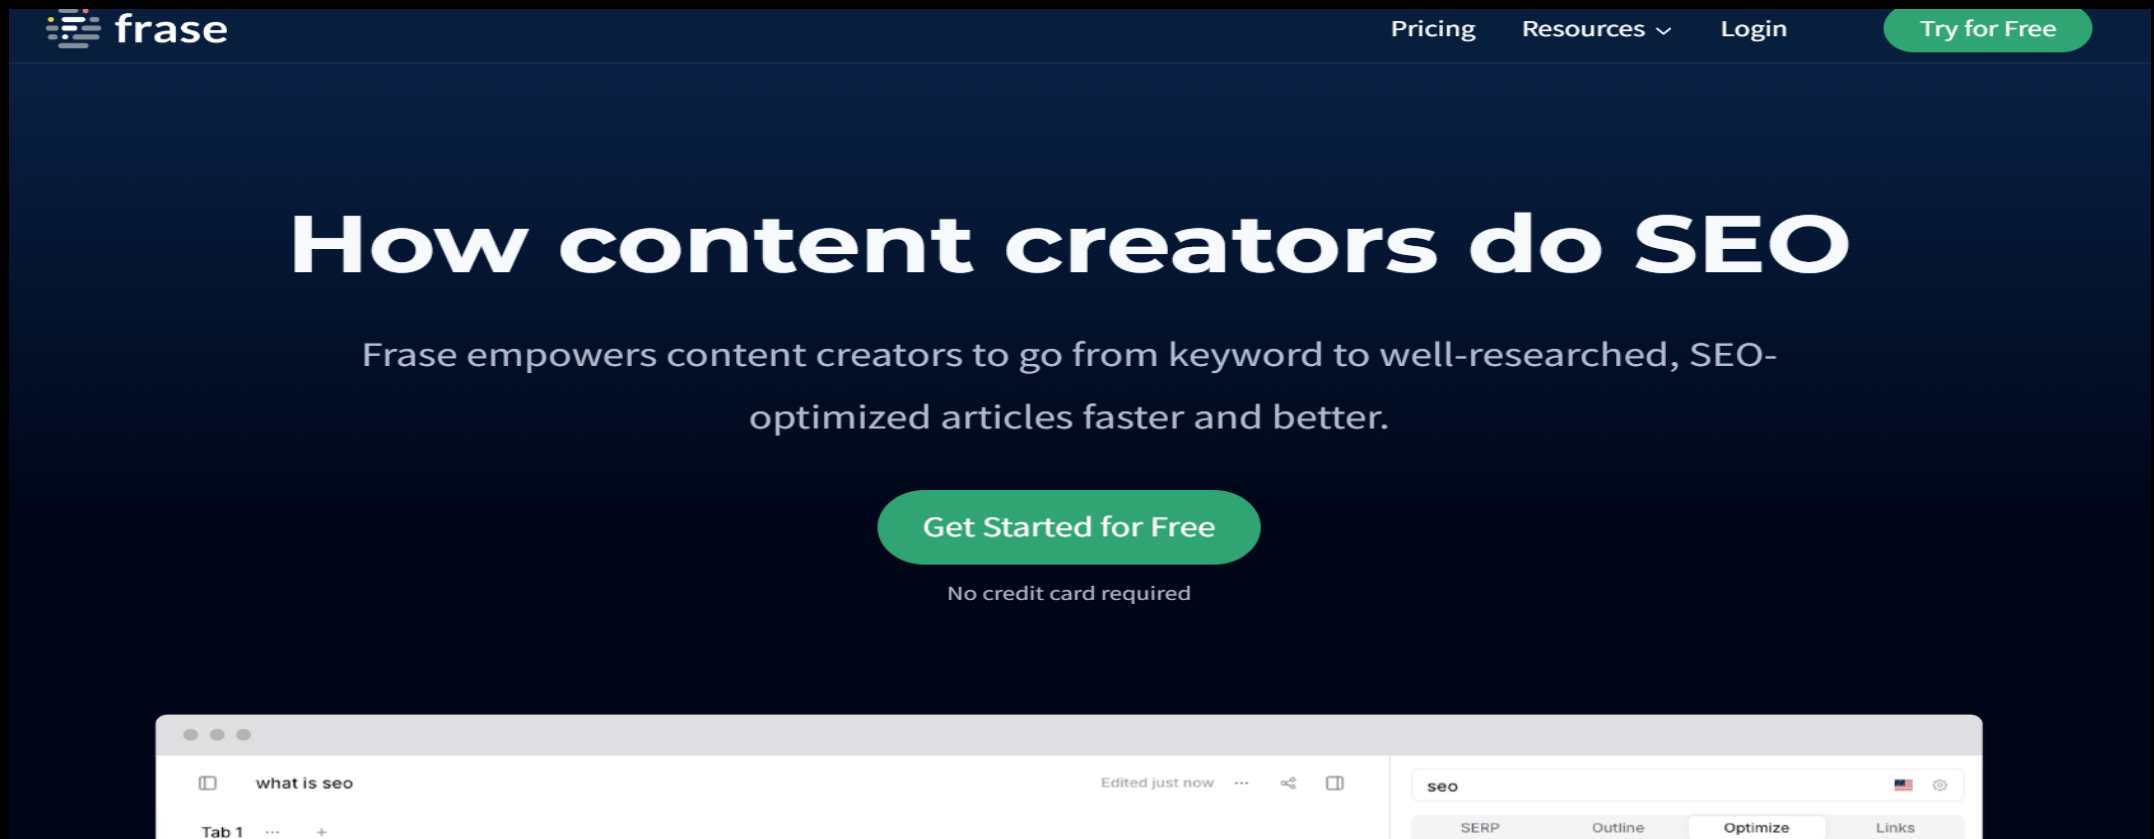 frase
Pricing
Resources
Login
Try for Free
How content creators do SEO
Frase empowers content creators to go from keyword to well-researched, SEO-
optimized articles faster and better.
Get Started for Free
No credit card required
what is seo
Edited just now
seo
Tab 1
SERP
Outline
Optimize
Links